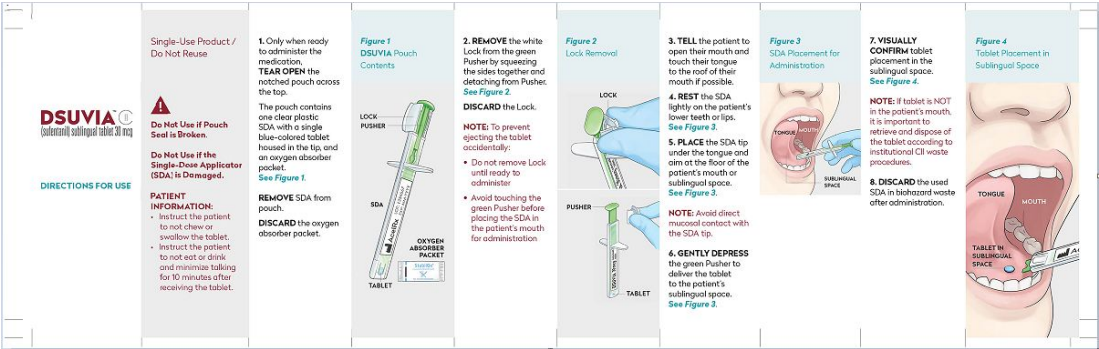 DSUVIA™ CII
(sufentanil) sublingual tablet 30 mcg
DIRECTIONS FOR USE
Single-Use Product /
Do Not Reuse
Do Not Use if Pouch
Seal is Broken.
Do Not Use if the
Single-Dose Applicator
(SDA) is Damaged.
PATIENT
INFORMATION:
• Instruct the patient
to not chew or
swallow the tablet.
• Instruct the patient
to not eat or drink
and minimize talking
for 10 minutes after
receiving the tablet.
1. Only when ready
to administer the
medication,
TEAR OPEN the
notched pouch across
the top.
The pouch contains
one clear plastic
SDA with a single
blue-colored tablet
housed in the tip, and
an oxygen absorber
packet.
See Figure 1.
REMOVE SDA from
pouch.
DISCARD the oxygen
absorber packet.
Figure 1
DSUVIA Pouch
Contents
LOCK
PUSHER
SDA
AcelRx
OXYGEN
ABSORBER
PACKET
TABLET
2. REMOVE the white
Lock from the green
Pusher by squeezing
the sides together and
detaching from Pusher.
See Figure 2.
DISCARD the Lock.
NOTE: To prevent
ejecting the tablet
accidentally:
• Do not remove Lock
until ready to
administer
• Avoid touching the
green Pusher before
placing the SDA in
the patient's mouth
for administration
Figure 2
Lock Removal
LOCK
PUSHER
TABLET
3. TELL the patient to
open their mouth and
touch their tongue
to the roof of their
mouth if possible.
4. REST the SDA
lightly on the patient's
lower teeth or lips.
See Figure 3.
5. PLACE the SDA tip
under the tongue and
aim at the floor of the
patient's mouth or
sublingual space.
See Figure 3.
NOTE: Avoid direct
mucosal contact with
the SDA tip.
6. GENTLY DEPRESS
the green Pusher to
deliver the tablet
to the patient's
sublingual space.
See Figure 3.
Figure 3
SDA Placement for
Administration
TONGUE
MOUTH
SUBLINGUAL
SPACE
7. VISUALLY
CONFIRM tablet
placement in the
sublingual space.
See Figure 4.
NOTE: If tablet is NOT
in the patient's mouth,
it is important to
retrieve and dispose of
the tablet according to
institutional CII waste
procedures.
8. DISCARD the used
SDA in biohazard waste
after administration.
Figure 4
Tablet Placement in
Sublingual Space
TONGUE
MOUTH
TABLET IN
SUBLINGUAL
SPACE